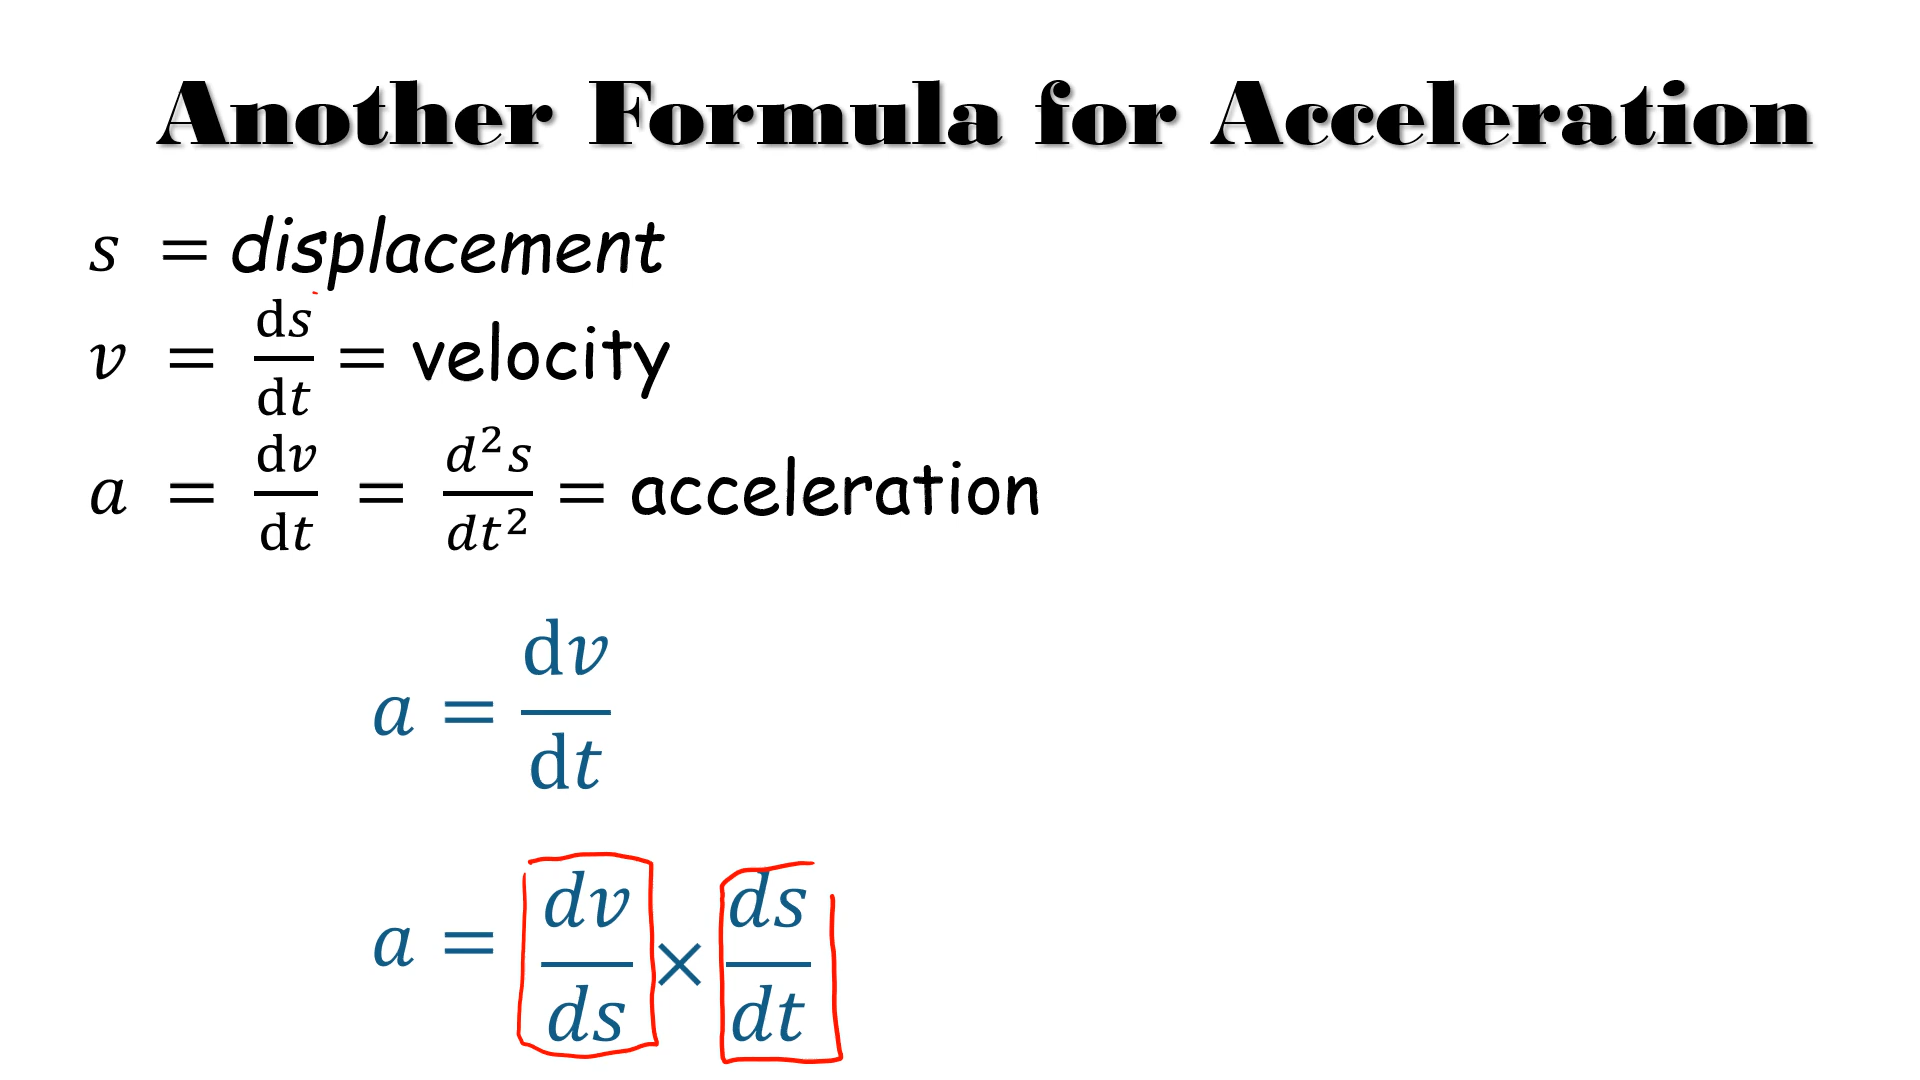 Another Formula for Acceleration
s = displacement
v = ds/dt = velocity
a = dv/dt = d²s/dt² = acceleration
a = dv/dt
a = dv/ds × ds/dt